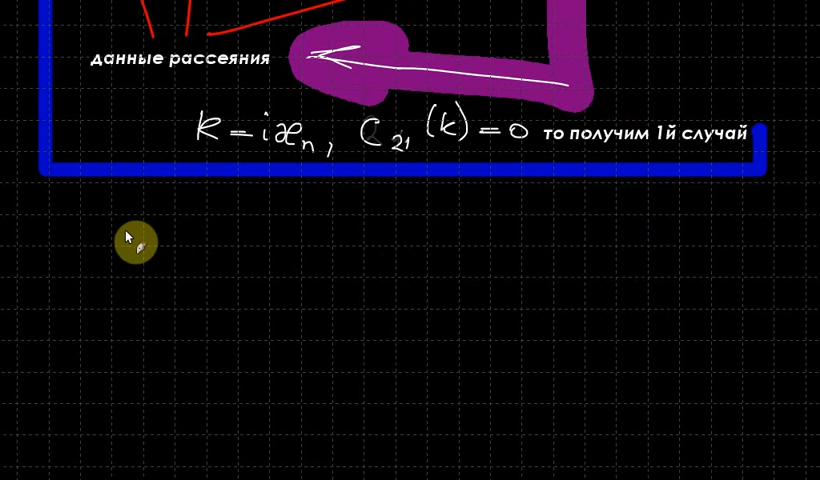 данные рассеяния
k = iæₙ, C₂₁(k) = 0 то получим 1й случай